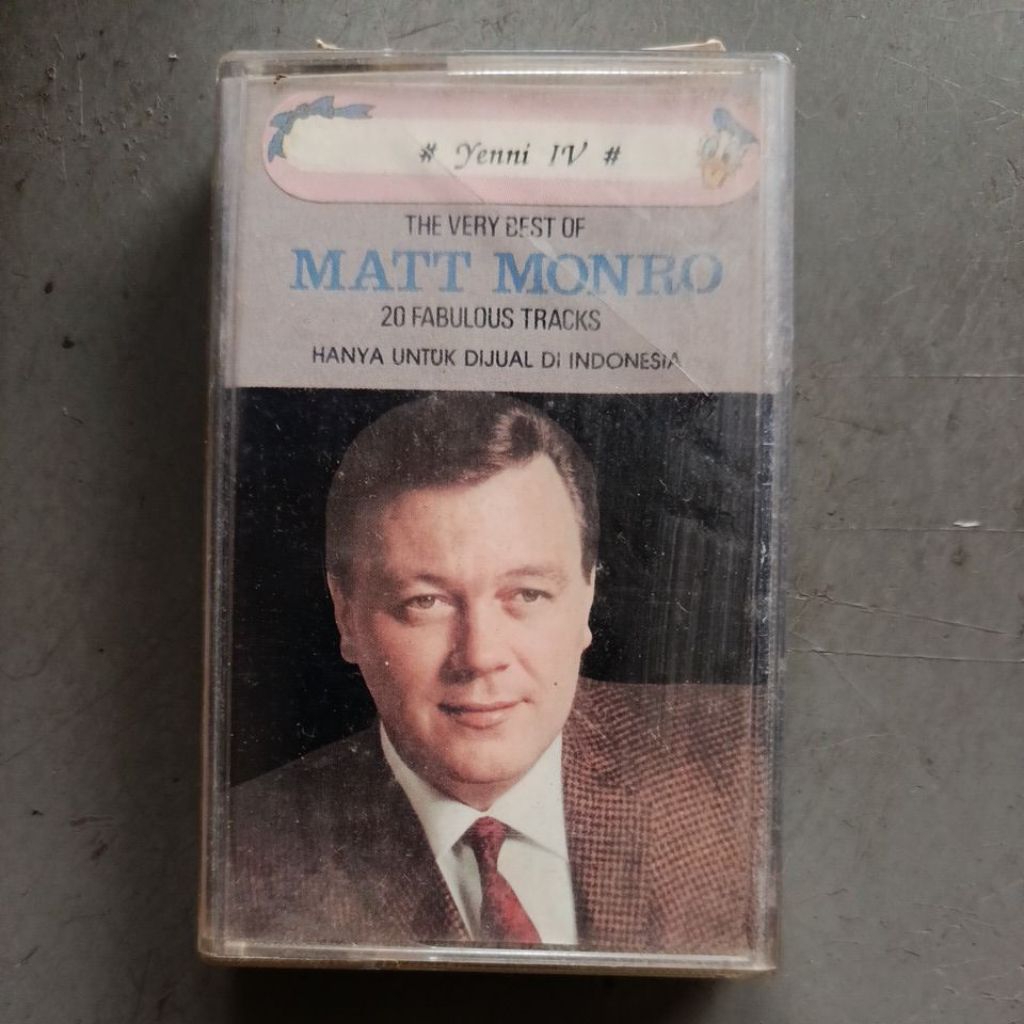 # Yenni IV #
THE VERY BEST OF
MATT MONRO
20 FABULOUS TRACKS
HANYA UNTUK DIJUAL DI INDONESIA